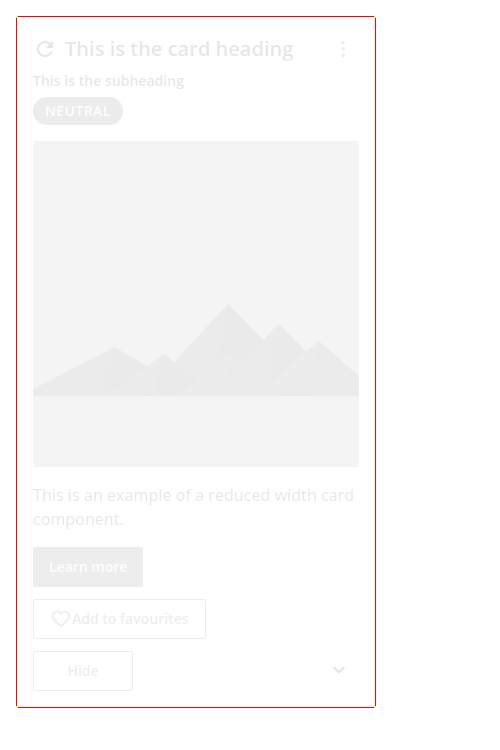 This is the card heading
This is the subheading
NEUTRAL
This is an example of a reduced width card
component.
Learn more
Add to favourites
Hide